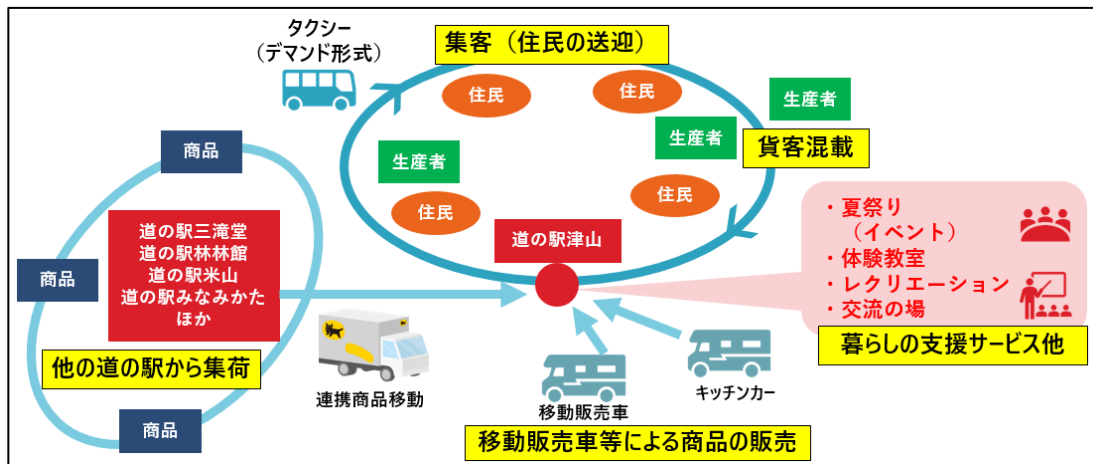 タクシー
（デマンド形式）
集客（住民の送迎）
住民
住民
生産者
生産者
貨客混載
生産者
住民
住民
商品
道の駅三滝堂
道の駅林林館
道の駅米山
道の駅みなみかた
ほか
商品
他の道の駅から集荷
商品
道の駅津山
連携商品移動
移動販売車
キッチンカー
移動販売車等による商品の販売
・夏祭り
（イベント）
・体験教室
・レクリエーション
・交流の場
暮らしの支援サービス他